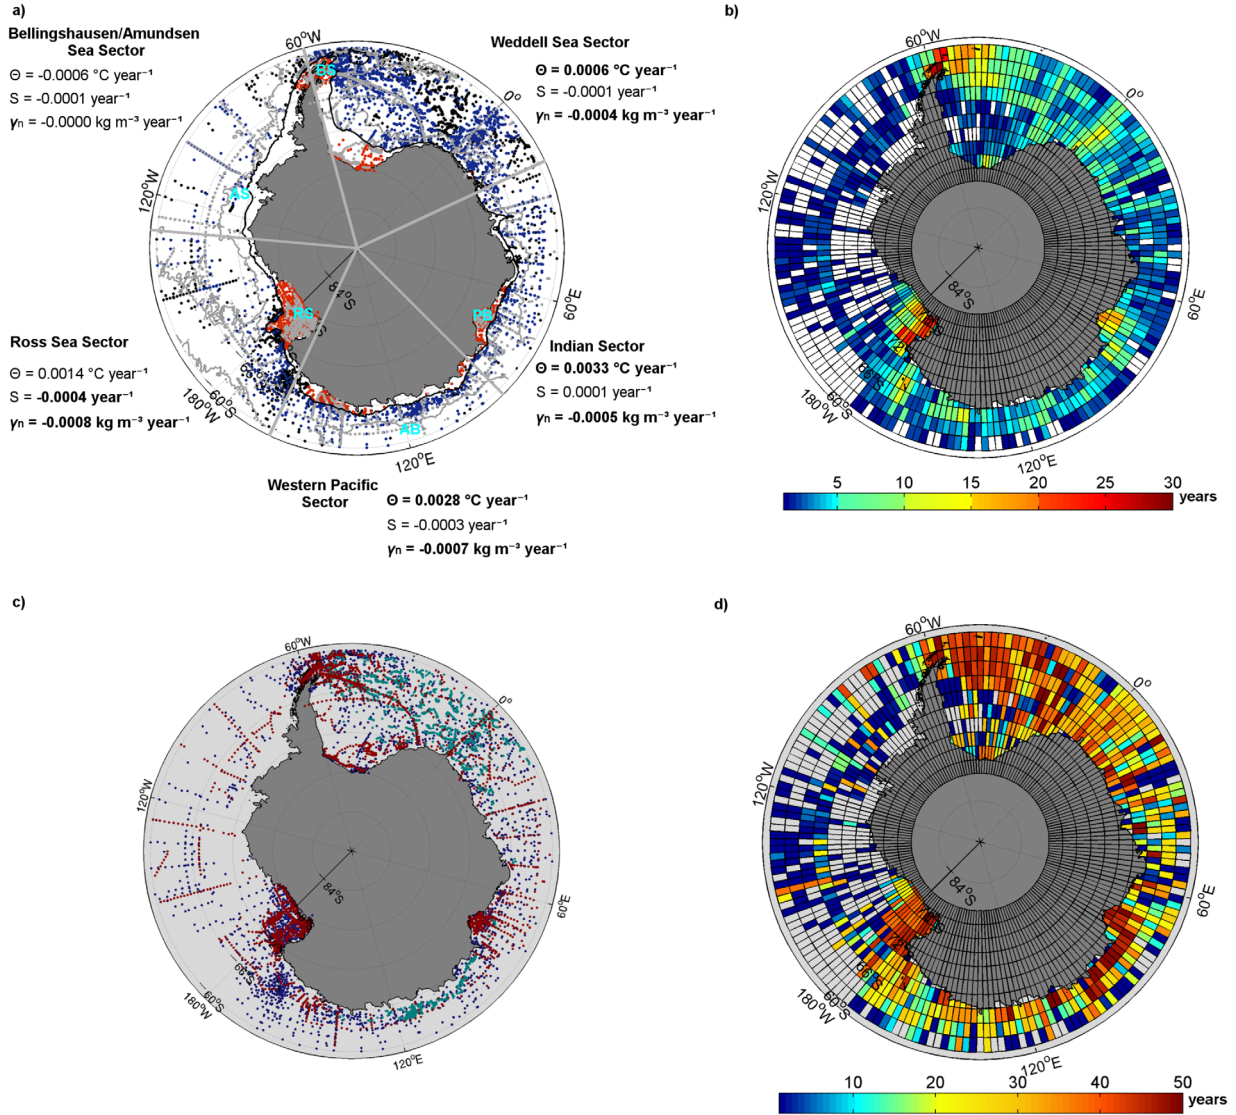 a)
Bellingshausen/Amundsen
Sea Sector
Θ = -0.0006 °C year⁻¹
S = -0.0001 year⁻¹
γn = -0.0000 kg m⁻³ year⁻¹
Weddell Sea Sector
Θ = 0.0006 °C year⁻¹
S = -0.0001 year⁻¹
γn = -0.0004 kg m⁻³ year⁻¹
60°W
0°
BS
120°W
AS
84°S
RS
PB
60°E
Ross Sea Sector
Θ = 0.0014 °C year⁻¹
S = -0.0004 year⁻¹
γn = -0.0008 kg m⁻³ year⁻¹
Indian Sector
Θ = 0.0033 °C year⁻¹
S = 0.0001 year⁻¹
γn = -0.0005 kg m⁻³ year⁻¹
60°S
180°W
AB
120°E
Western Pacific
Sector
Θ = 0.0028 °C year⁻¹
S = -0.0003 year⁻¹
γn = -0.0007 kg m⁻³ year⁻¹
b)
60°W
0°
120°W
84°S
60°E
72°S
66°S
60°S
180°W
120°E
5 10 15 20 25 30 years
c)
60°W
0°
120°W
84°S
60°E
60°S
180°W
120°E
d)
60°W
0°
120°W
84°S
60°E
72°S
66°S
60°S
180°W
120°E
10 20 30 40 50 years